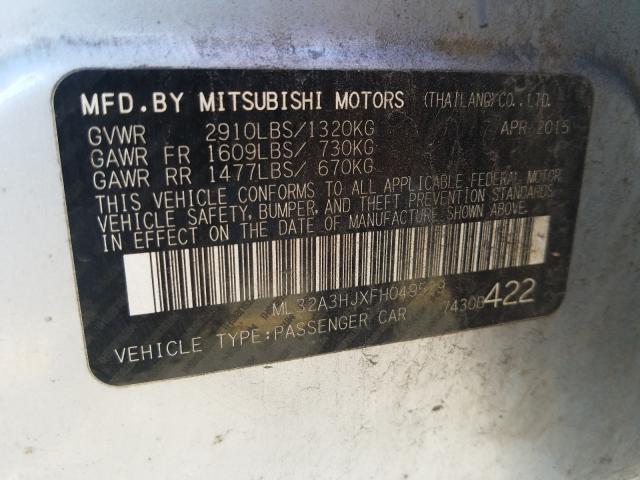 MFD.BY MITSUBISHI MOTORS (THAILAND)CO.,LTD.
GVWR 2910LBS/1320KG APR 2015
GAWR FR 1609LBS/ 730KG
GAWR RR 1477LBS/ 670KG
THIS VEHICLE CONFORMS TO ALL APPLICABLE FEDERAL MOTOR
VEHICLE SAFETY, BUMPER, AND THEFT PREVENTION STANDARDS
IN EFFECT ON THE DATE OF MANUFACTURE SHOWN ABOVE.
7430B422
VEHICLE TYPE:PASSENGER CAR